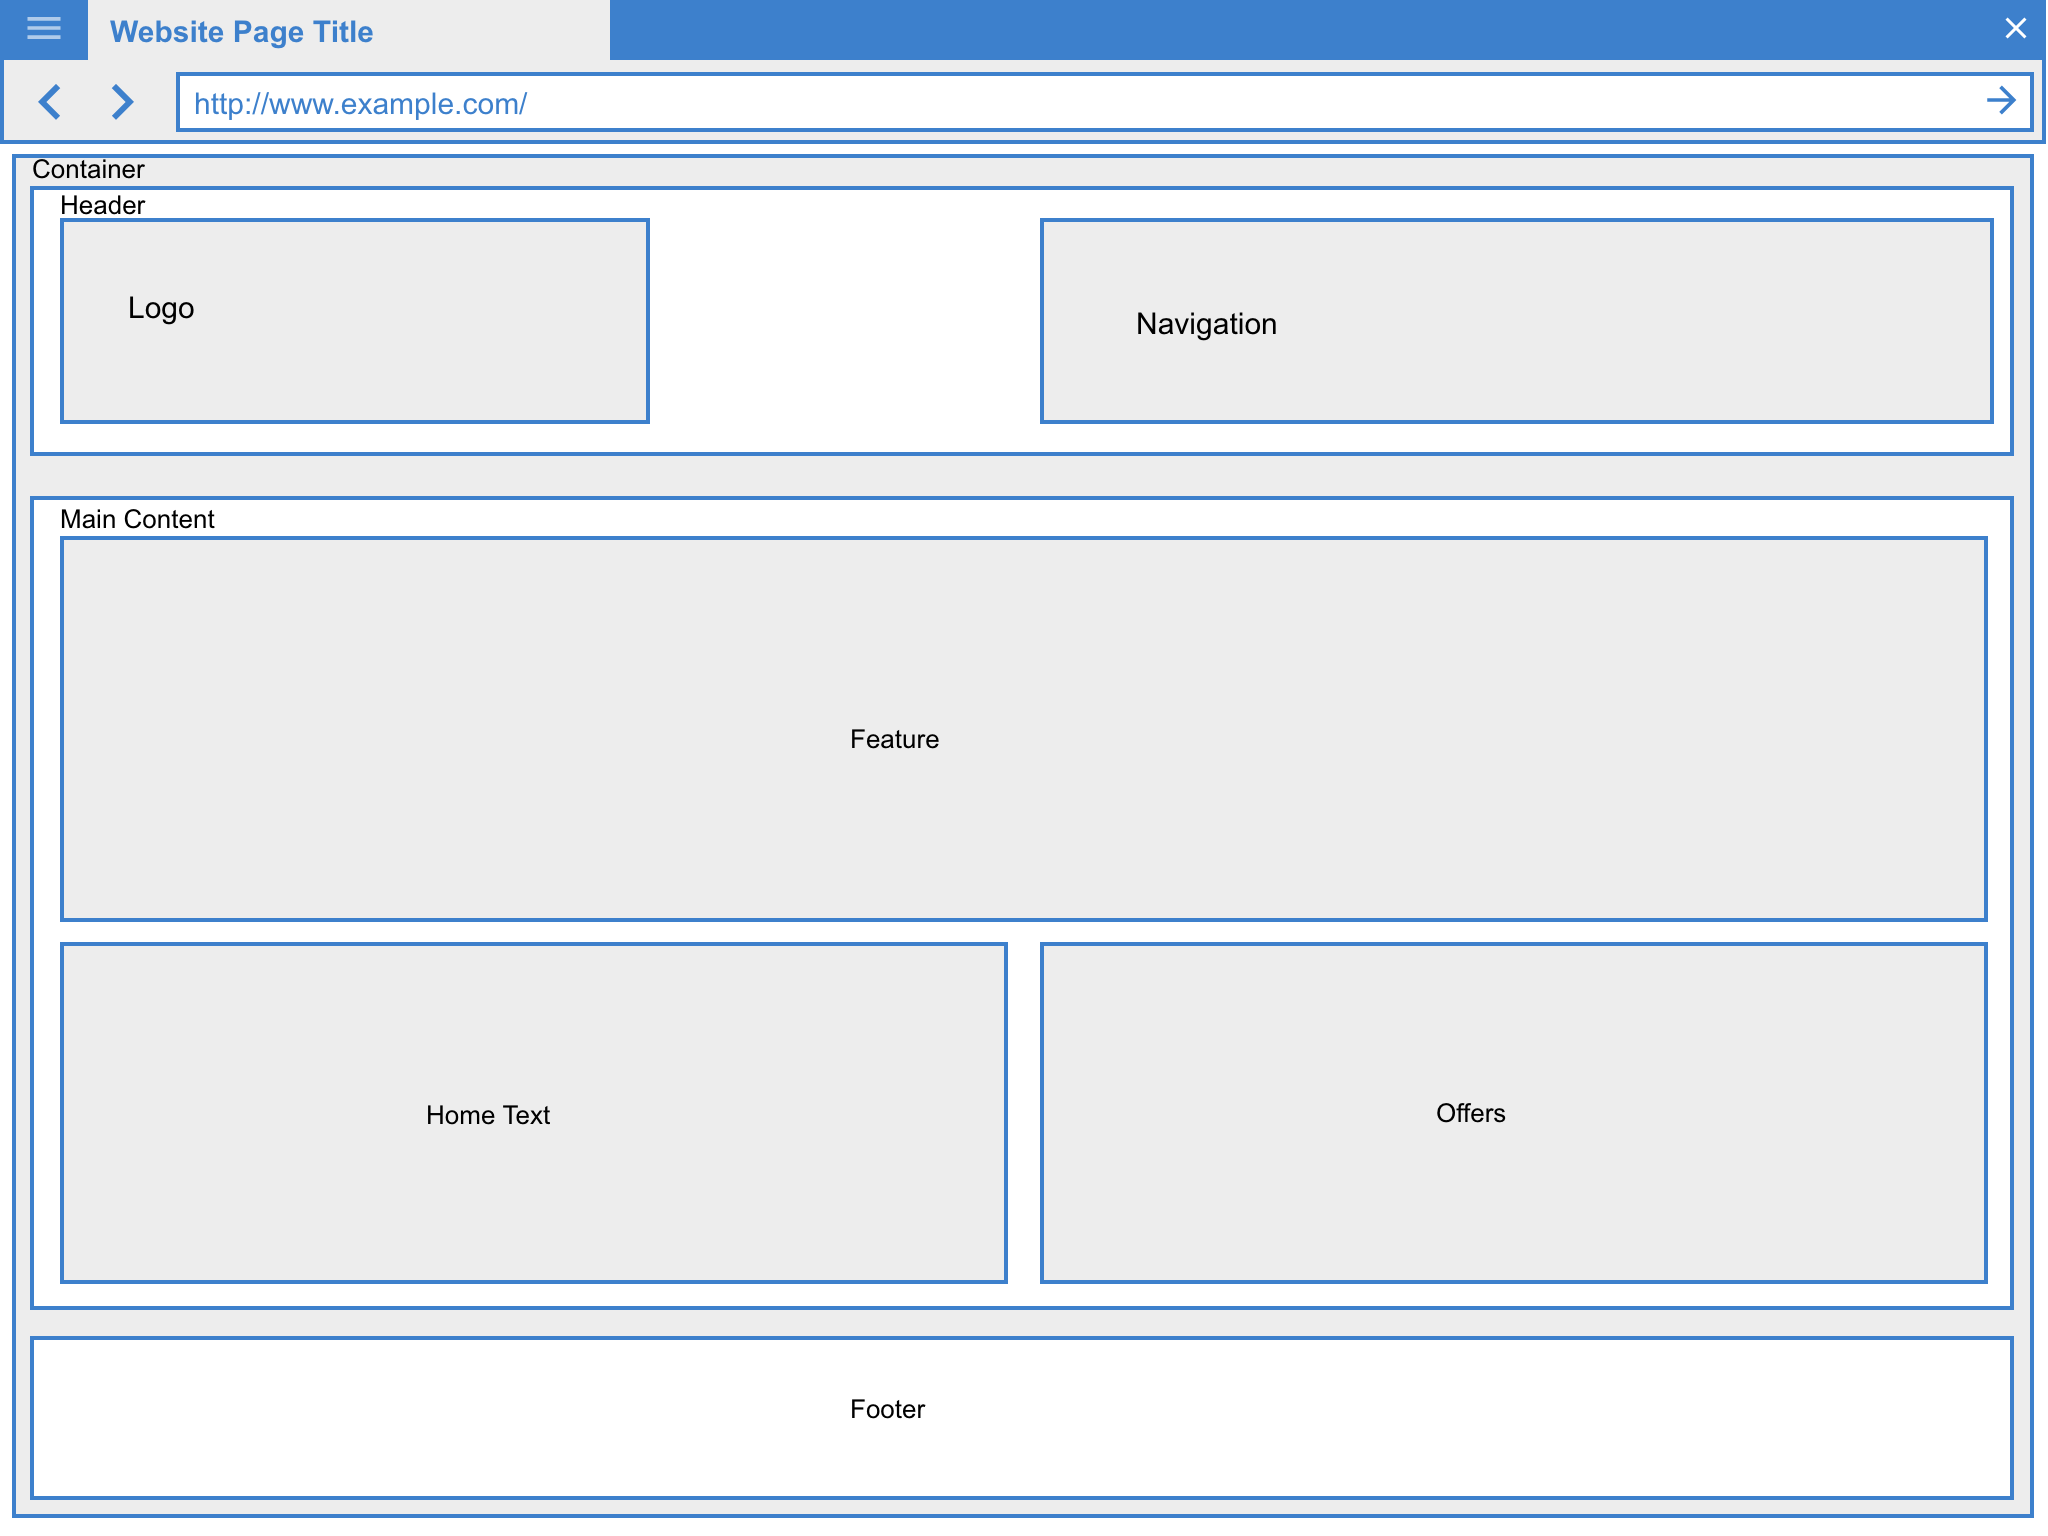 Website Page Title
http://www.example.com/
Container
Header
Logo
Navigation
Main Content
Feature
Home Text
Offers
Footer